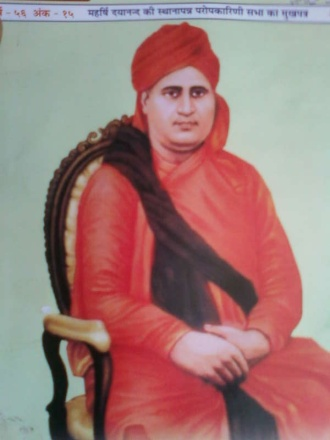 र्ष - ५६ अंक - १५ महर्षि दयानन्द की स्थानापन्न परोपकारिणी सभा का मुखपत्र